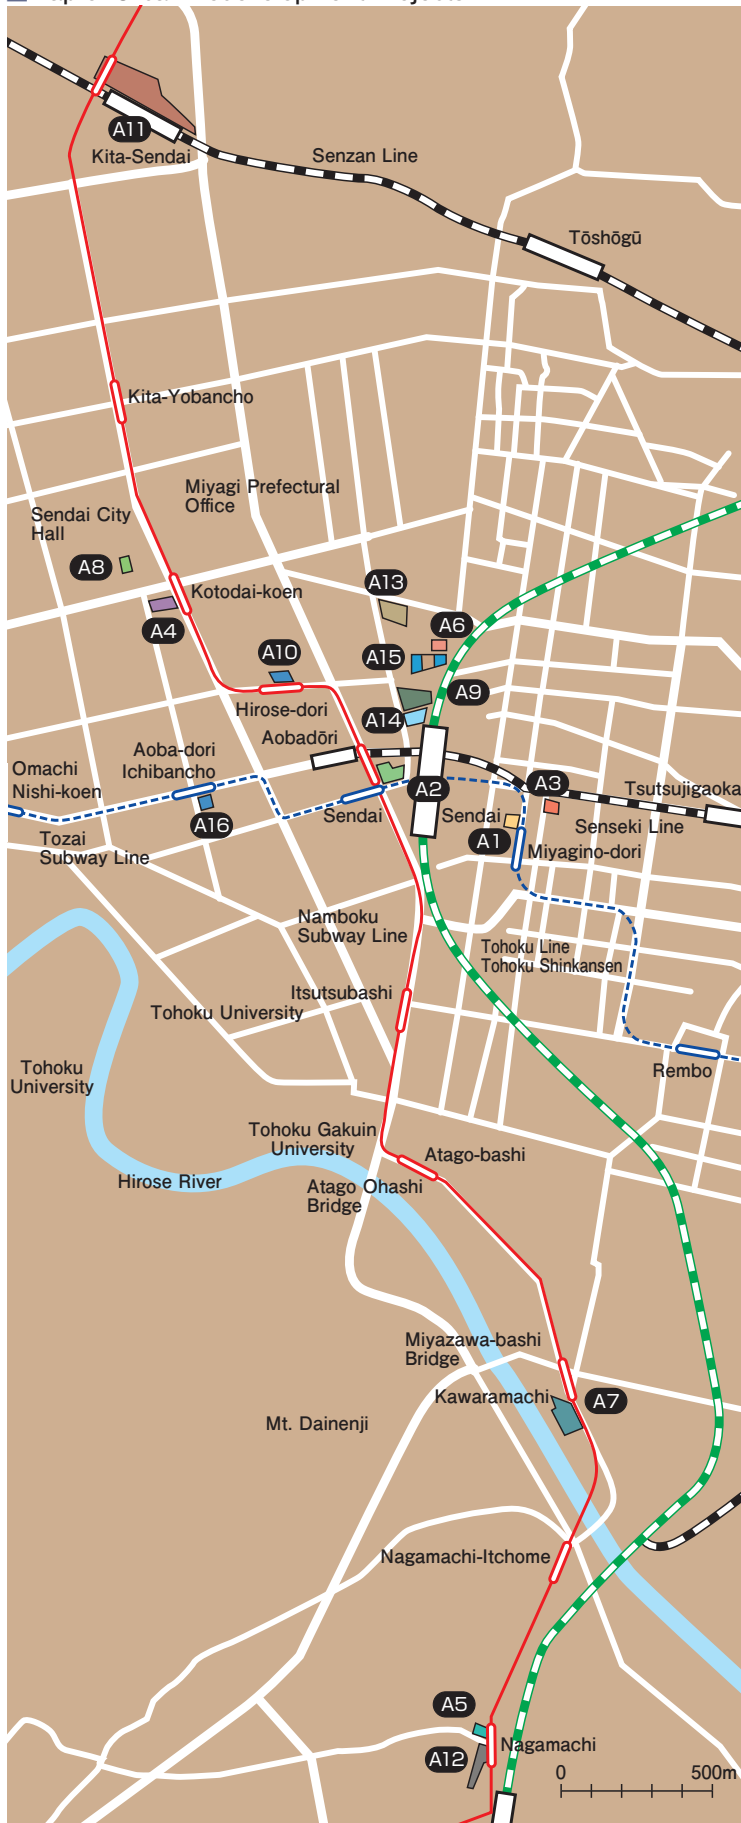 A11
Kita-Sendai
Senzan Line
Tōshōgū
Kita-Yobancho
Miyagi Prefectural
Office
Sendai City
Hall
A8
Kotodai-koen
A13
A4
A6
A10
A15
Hirose-dori
A9
A14
Aobadōri
Aoba-dori
Ichibancho
Omachi
Nishi-koen
A16
Tozai
Subway Line
Sendai
A2
A3
Tsutsujigaoka
Sendai
A1
Senseki Line
Miyagino-dori
Namboku
Subway Line
Tohoku Line
Tohoku Shinkansen
Itsutsubashi
Tohoku University
Tohoku
University
Rembo
Tohoku Gakuin
University
Atago-bashi
Hirose River
Atago Ohashi
Bridge
Miyazawa-bashi
Bridge
Kawaramachi
A7
Mt. Dainenji
Nagamachi-Itchome
A5
Nagamachi
A12
0 500m